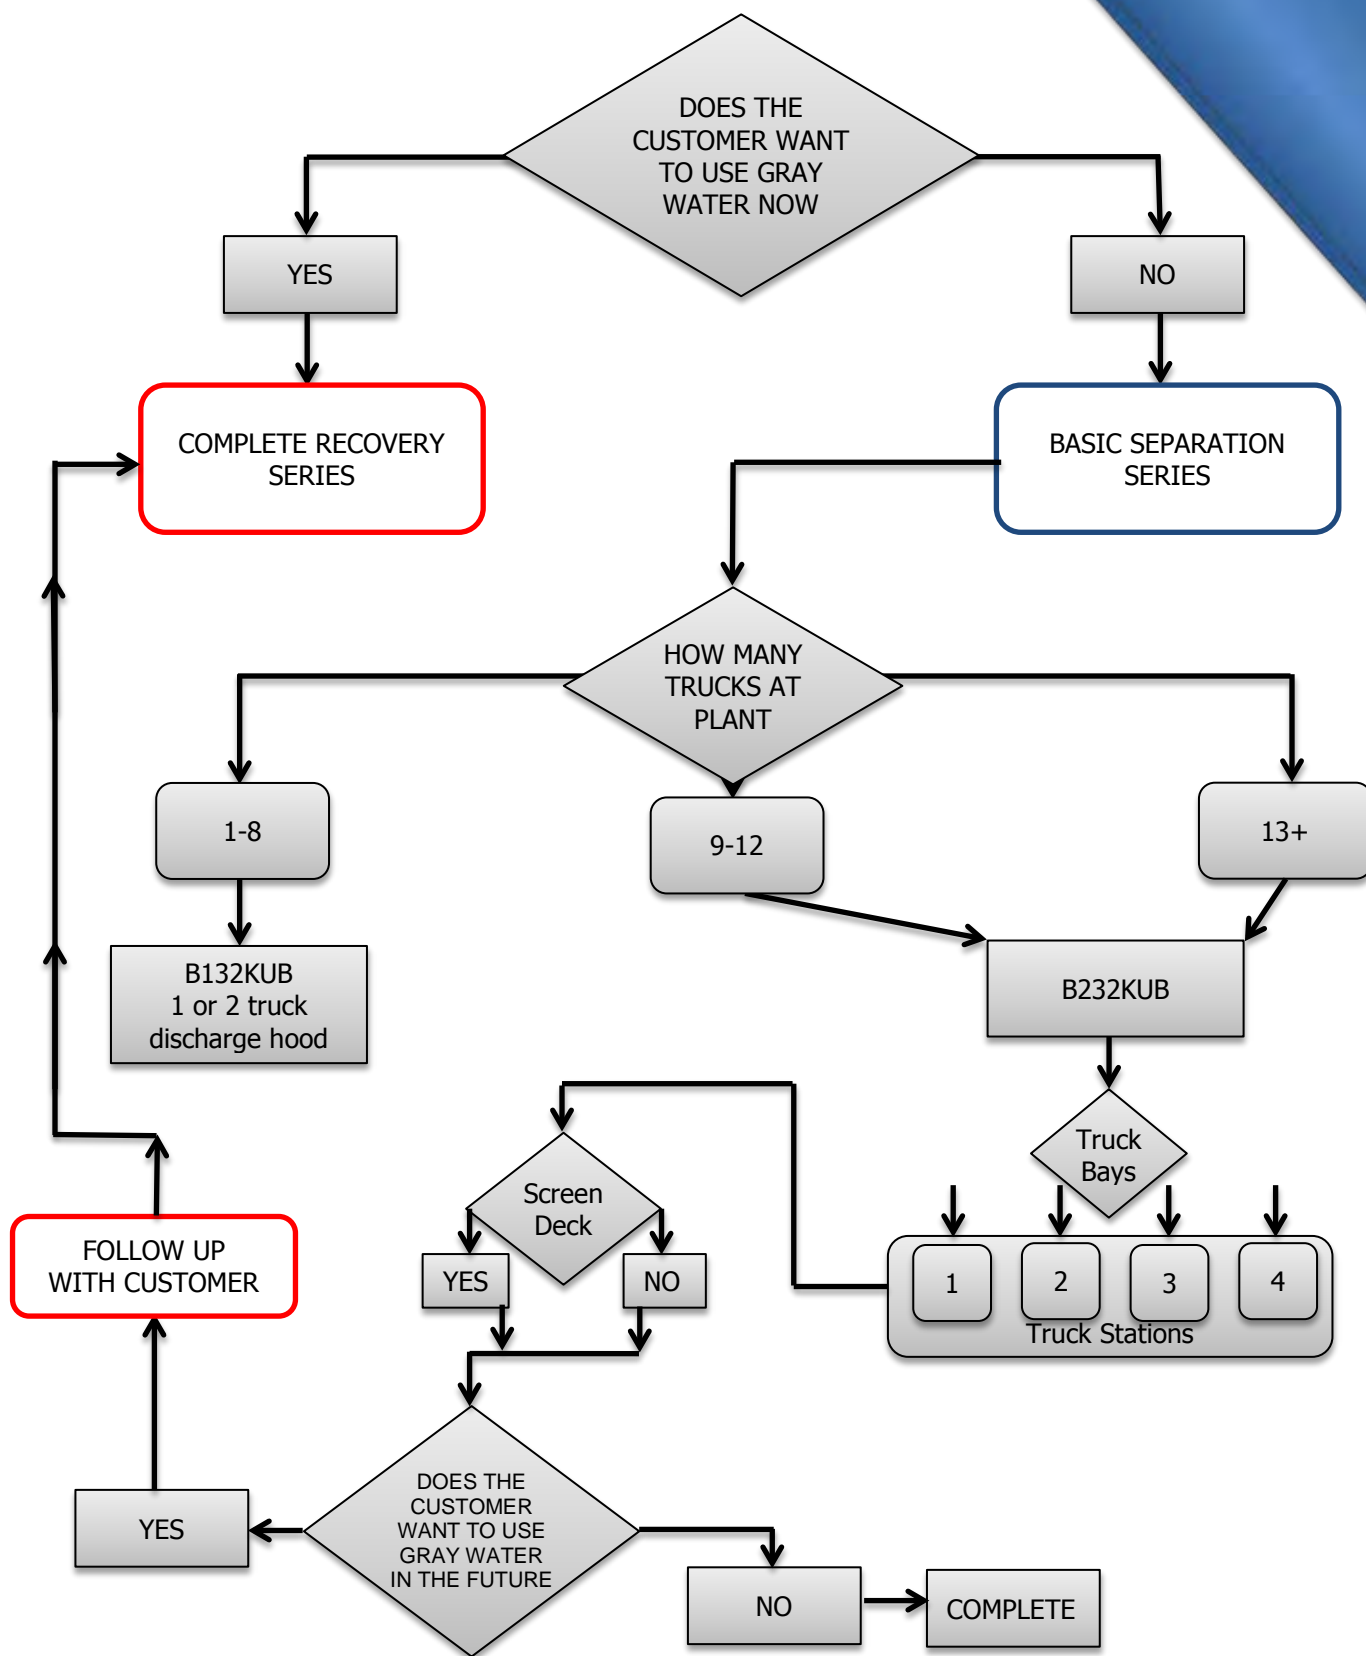 DOES THE
CUSTOMER WANT
TO USE GRAY
WATER NOW
YES
NO
COMPLETE RECOVERY
SERIES
BASIC SEPARATION
SERIES
HOW MANY
TRUCKS AT
PLANT
1-8
9-12
13+
B132KUB
1 or 2 truck
discharge hood
B232KUB
Truck
Bays
Screen
Deck
YES
NO
1
2
3
4
Truck Stations
FOLLOW UP
WITH CUSTOMER
DOES THE
CUSTOMER
WANT TO USE
GRAY WATER
IN THE FUTURE
YES
NO
COMPLETE